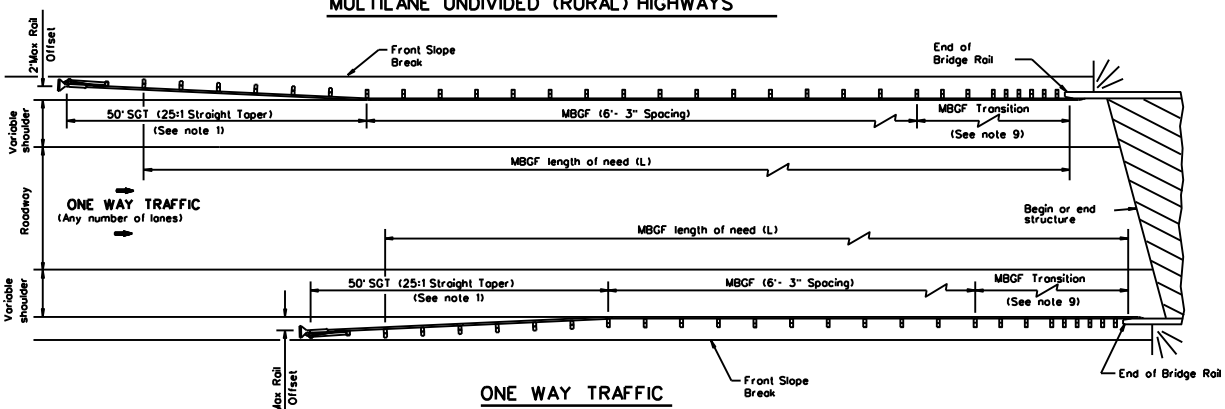 MULTILANE UNDIVIDED (RURAL) HIGHWAYS
2'Max Rail
Offset
Front Slope
Break
End of
Bridge Rail
50' SGT (25:1 Straight Taper)
(See note 1)
MBGF (6'- 3" Spacing)
MBGF Transition
(See note 9)
Variable
shoulder
MBGF length of need (L)
Roadway
ONE WAY TRAFFIC
(Any number of lanes)
Begin or end
structure
MBGF length of need (L)
Variable
shoulder
50' SGT (25:1 Straight Taper)
(See note 1)
MBGF (6'- 3" Spacing)
MBGF Transition
(See note 9)
Max Rail
Offset
Front Slope
Break
End of Bridge Rail
ONE WAY TRAFFIC